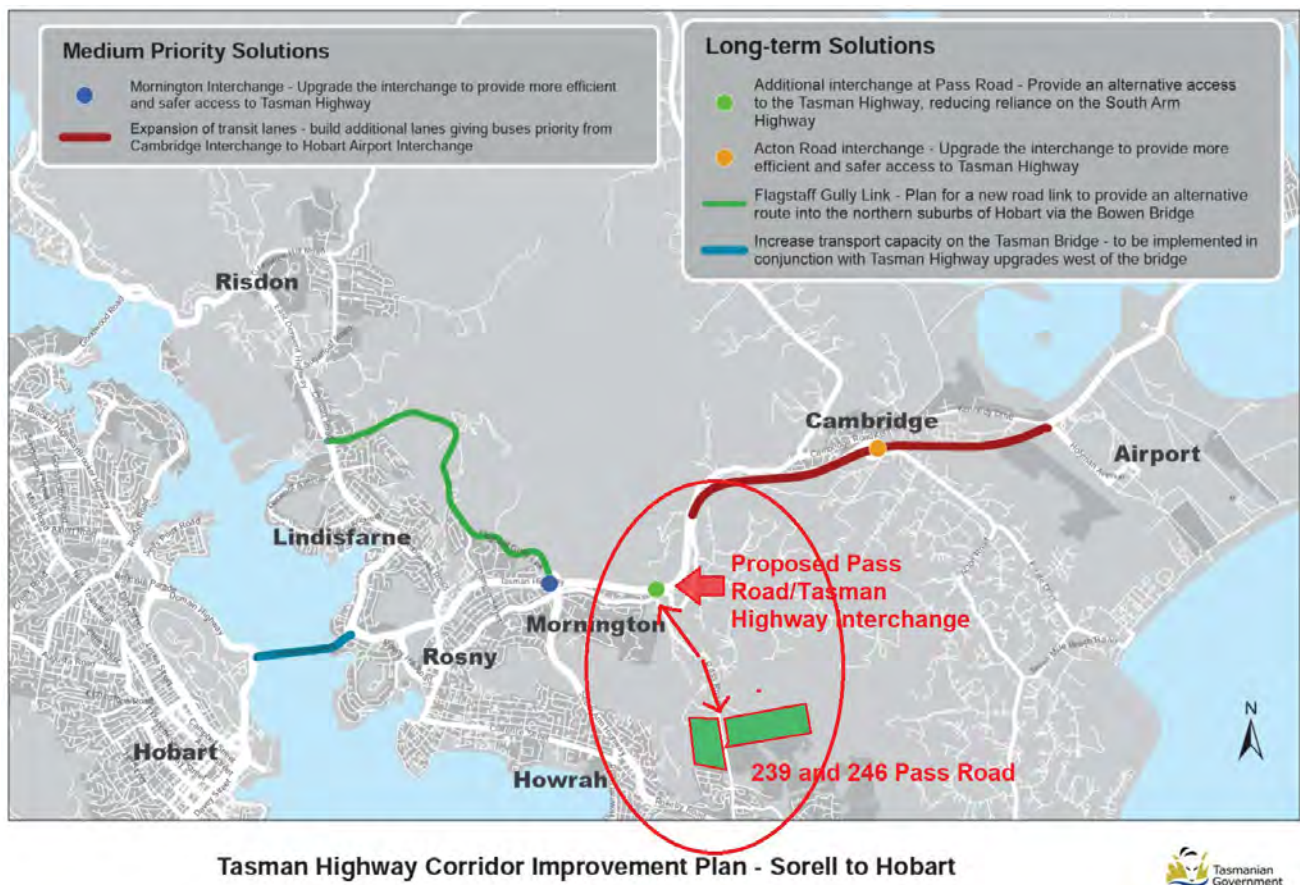 Medium Priority Solutions
Mornington Interchange - Upgrade the interchange to provide more efficient
and safer access to Tasman Highway
Expansion of transit lanes - build additional lanes giving buses priority from
Cambridge Interchange to Hobart Airport Interchange
Long-term Solutions
Additional interchange at Pass Road - Provide an alternative access
to the Tasman Highway, reducing reliance on the South Arm
Highway
Acton Road interchange - Upgrade the interchange to provide more
efficient and safer access to Tasman Highway
Flagstaff Gully Link - Plan for a new road link to provide an alternative
route into the northern suburbs of Hobart via the Bowen Bridge
Increase transport capacity on the Tasman Bridge - to be implemented in
conjunction with Tasman Highway upgrades west of the bridge
Risdon
East Derwent Highway
Cambridge
Airport
Lindisfarne
Tasman Highway
Proposed Pass
Road/Tasman
Highway Interchange
Mornington
Rosny
N
Hobart
Howrah
239 and 246 Pass Road
Tasman Highway Corridor Improvement Plan - Sorell to Hobart
Tasmanian
Government